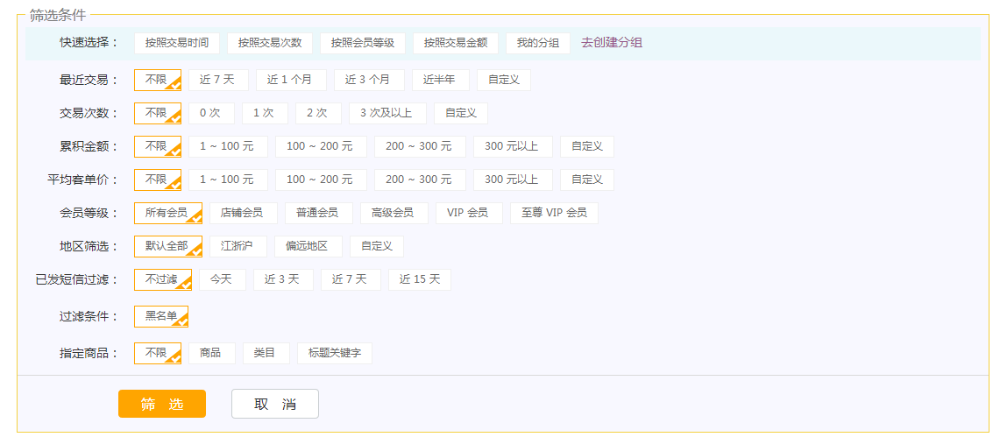 筛选条件
快速选择： 按照交易时间 按照交易次数 按照会员等级 按照交易金额 我的分组 去创建分组
最近交易： 不限 近 7 天 近 1 个月 近 3 个月 近半年 自定义
交易次数： 不限 0 次 1 次 2 次 3 次及以上 自定义
累积金额： 不限 1 ~ 100 元 100 ~ 200 元 200 ~ 300 元 300 元以上 自定义
平均客单价： 不限 1 ~ 100 元 100 ~ 200 元 200 ~ 300 元 300 元以上 自定义
会员等级： 所有会员 店铺会员 普通会员 高级会员 VIP 会员 至尊 VIP 会员
地区筛选： 默认全部 江浙沪 偏远地区 自定义
已发短信过滤： 不过滤 今天 近 3 天 近 7 天 近 15 天
过滤条件： 黑名单
指定商品： 不限 商品 类目 标题关键字
筛 选 取 消